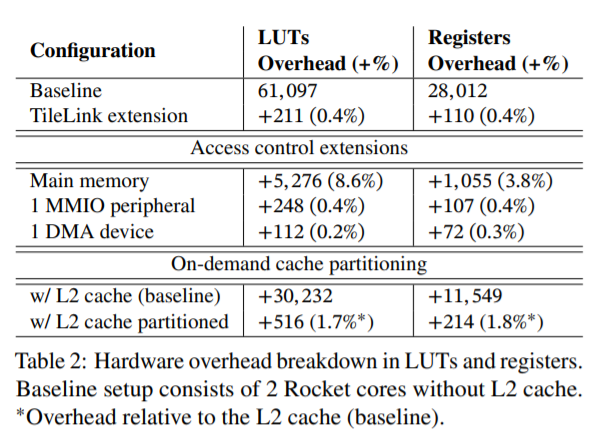 Configuration LUTs Overhead (+%) Registers Overhead (+%)
Baseline 61,097 28,012
TileLink extension +211 (0.4%) +110 (0.4%)
Access control extensions
Main memory +5,276 (8.6%) +1,055 (3.8%)
1 MMIO peripheral +248 (0.4%) +107 (0.4%)
1 DMA device +112 (0.2%) +72 (0.3%)
On-demand cache partitioning
w/ L2 cache (baseline) +30,232 +11,549
w/ L2 cache partitioned +516 (1.7%*) +214 (1.8%*)
Table 2: Hardware overhead breakdown in LUTs and registers.
Baseline setup consists of 2 Rocket cores without L2 cache.
*Overhead relative to the L2 cache (baseline).